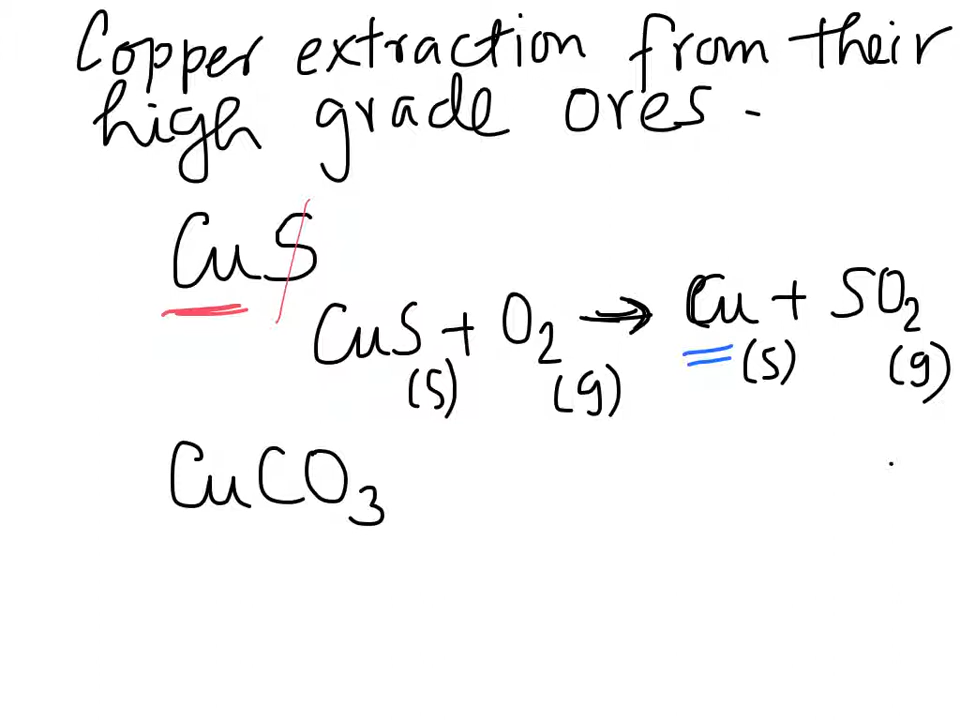 Copper extraction from their
high grade ores.
CuS
CuS + O2 → Cu + SO2
(s) (g) (s) (g)
CuCO3